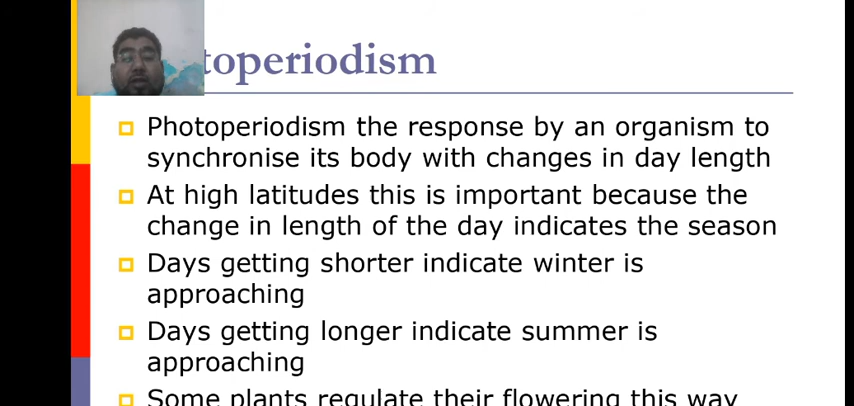 toperiodism
Photoperiodism the response by an organism to
synchronise its body with changes in day length
At high latitudes this is important because the
change in length of the day indicates the season
Days getting shorter indicate winter is
approaching
Days getting longer indicate summer is
approaching
Some plants regulate their flowering this way